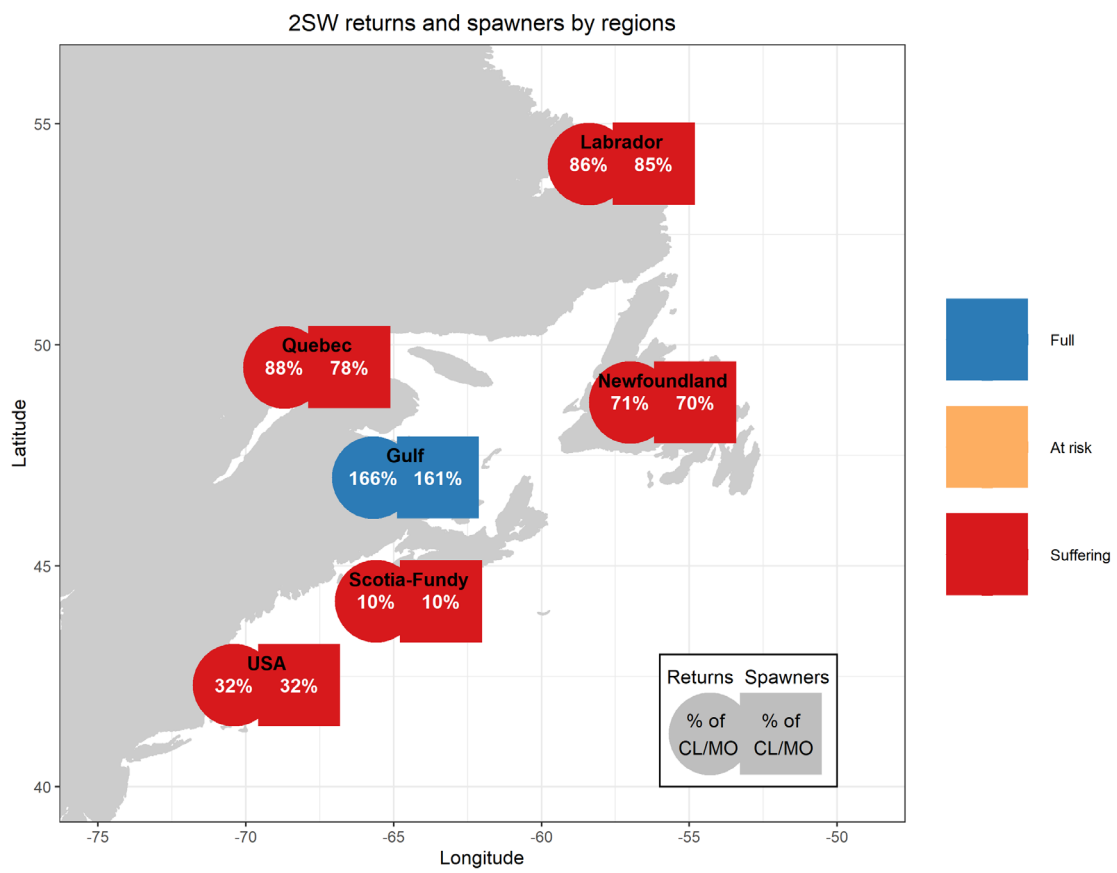 2SW returns and spawners by regions
Latitude
55
50
45
40
Labrador
86% 85%
Quebec
88% 78%
Newfoundland
71% 70%
Gulf
166% 161%
Scotia-Fundy
10% 10%
USA
32% 32%
Returns Spawners
% of % of
CL/MO CL/MO
-75 -70 -65 -60 -55 -50
Longitude
Full
At risk
Suffering